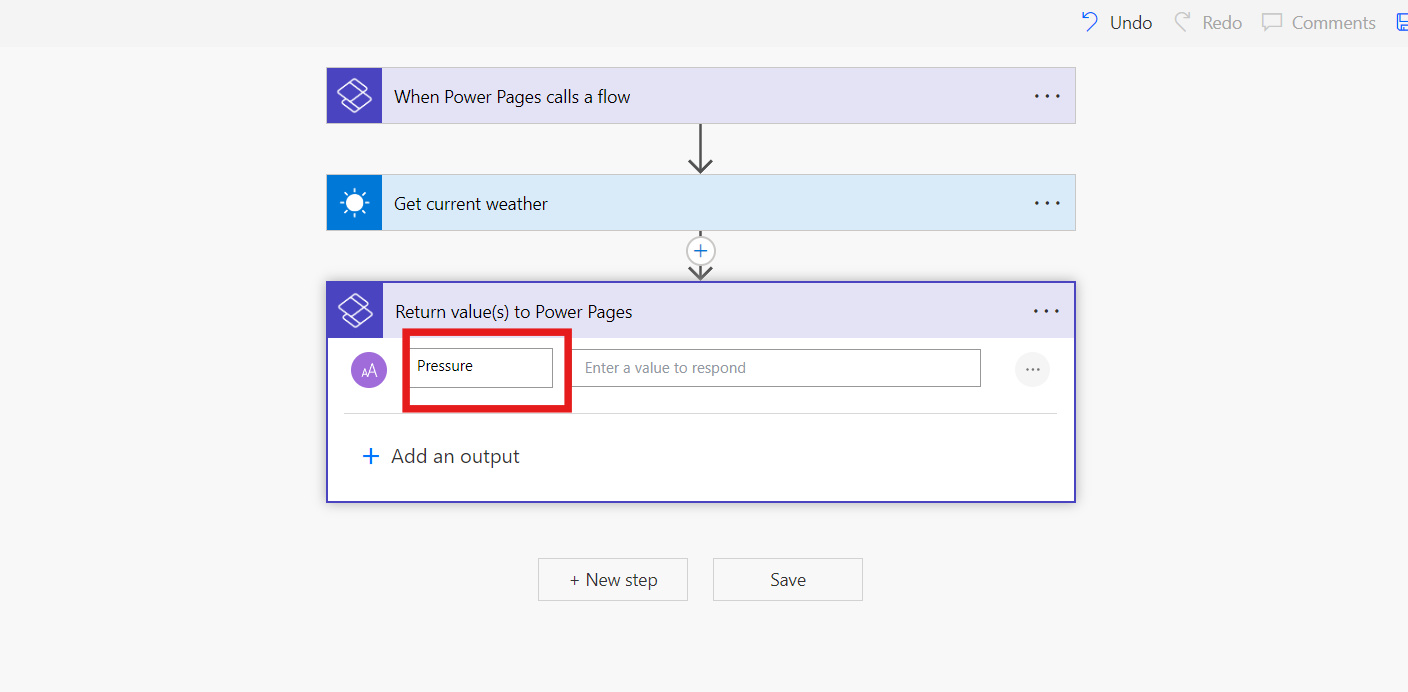 Undo Redo Comments
When Power Pages calls a flow
Get current weather
Return value(s) to Power Pages
AA Pressure Enter a value to respond
Add an output
+ New step Save